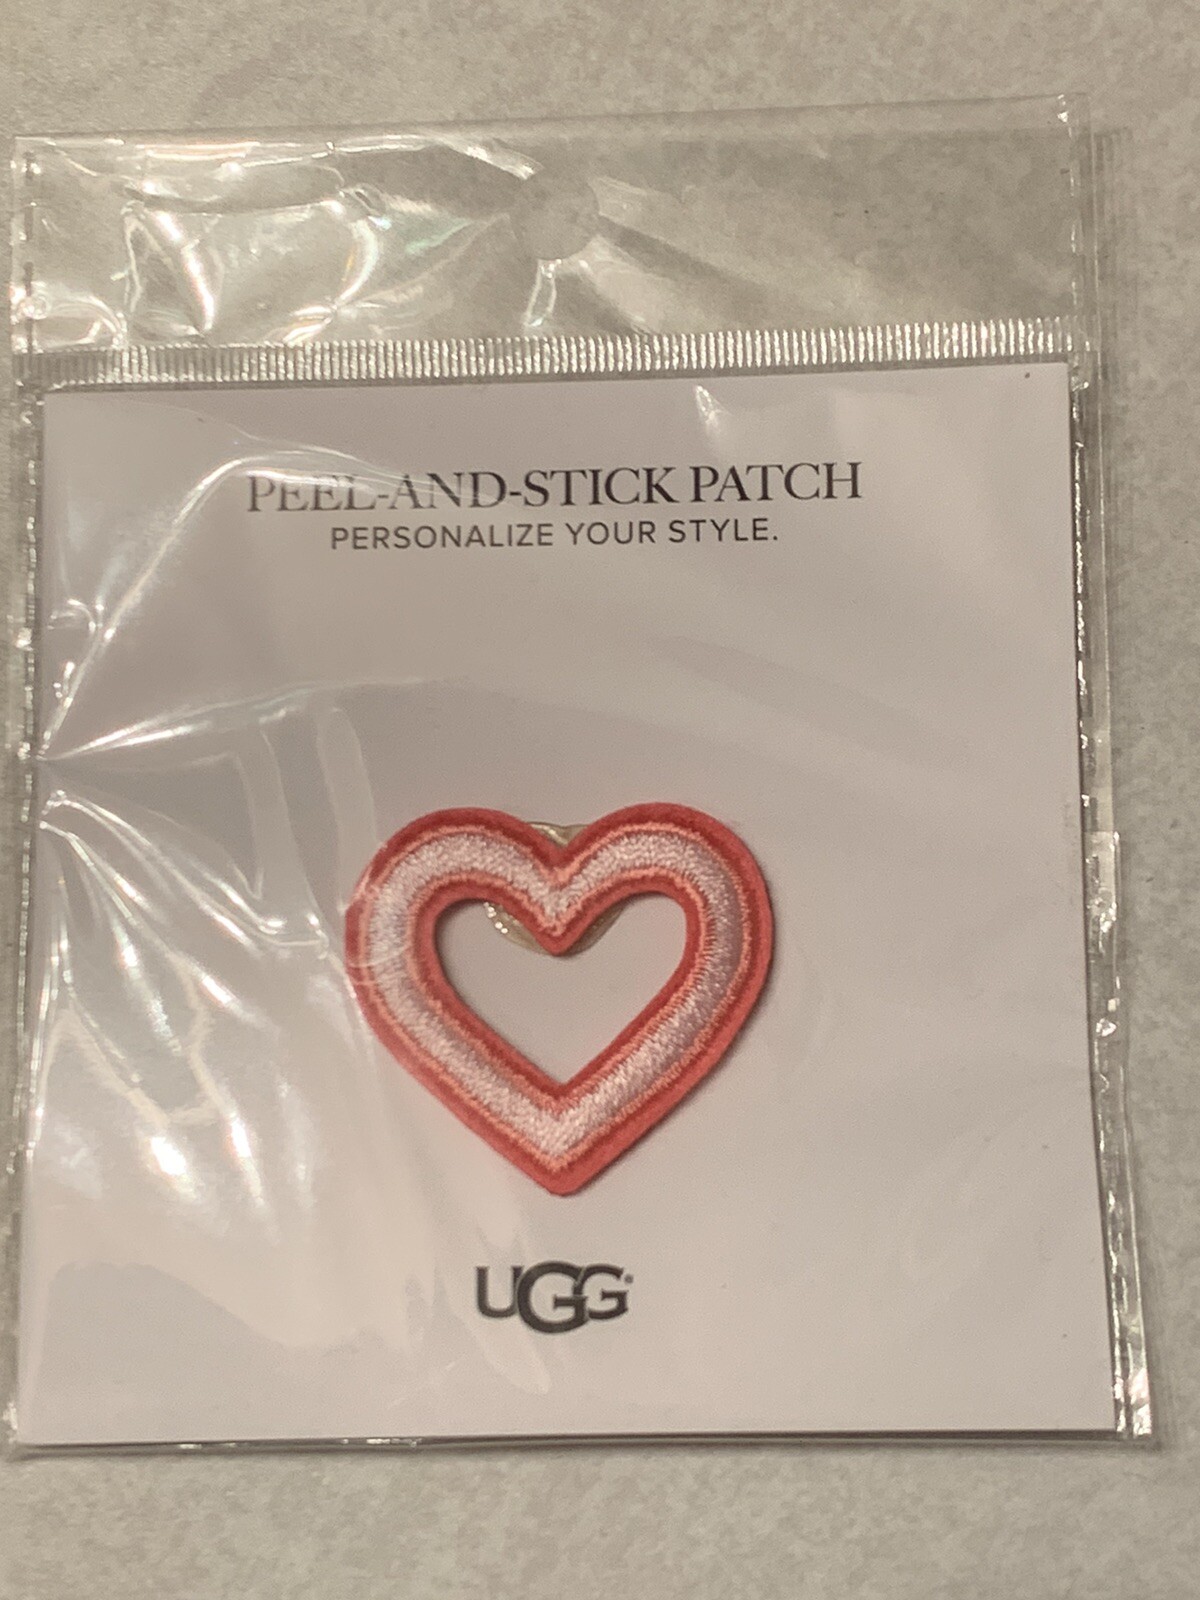 PEEL-AND-STICK PATCH
PERSONALIZE YOUR STYLE.
UGG®